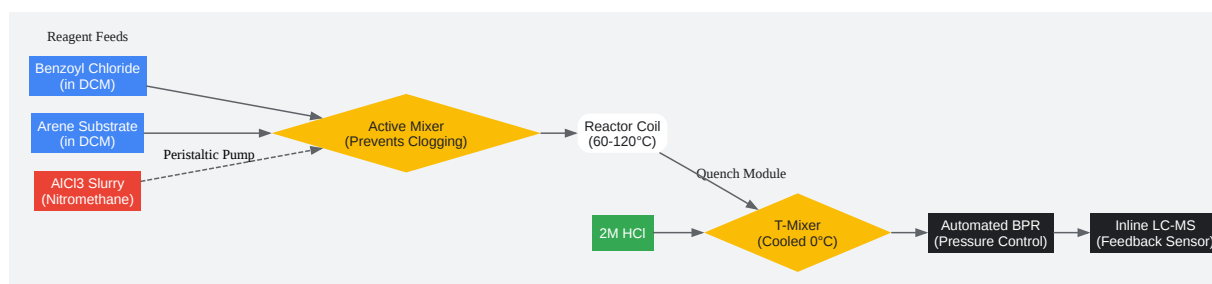 Reagent Feeds
Benzoyl Chloride
(in DCM)
Arene Substrate
(in DCM)
Peristaltic Pump
AlCl3 Slurry
(Nitromethane)
Active Mixer
(Prevents Clogging)
Reactor Coil
(60-120°C)
Quench Module
2M HCl
T-Mixer
(Cooled 0°C)
Automated BPR
(Pressure Control)
Inline LC-MS
(Feedback Sensor)